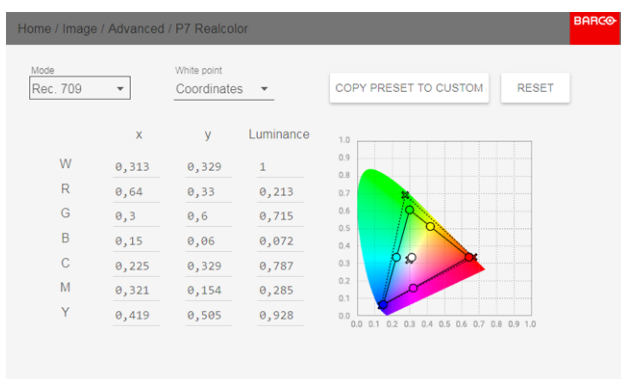 Home / Image / Advanced / P7 Realcolor
BARCO
Mode
White point
Rec. 709
Coordinates
COPY PRESET TO CUSTOM
RESET
x y Luminance
W 0,313 0,329 1
R 0,64 0,33 0,213
G 0,3 0,6 0,715
B 0,15 0,06 0,072
C 0,225 0,329 0,787
M 0,321 0,154 0,285
Y 0,419 0,505 0,928
1.0
0.9
0.8
0.7
0.6
0.5
0.4
0.3
0.2
0.1
0.0
0.0 0.1 0.2 0.3 0.4 0.5 0.6 0.7 0.8 0.9 1.0